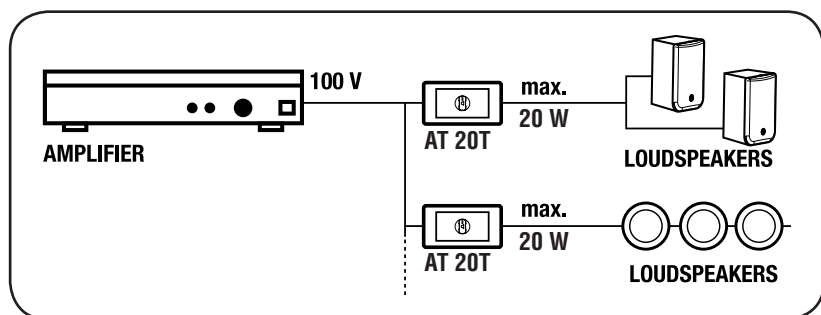 100 V
AMPLIFIER
AT 20T
max.
20 W
LOUDSPEAKERS
AT 20T
max.
20 W
LOUDSPEAKERS